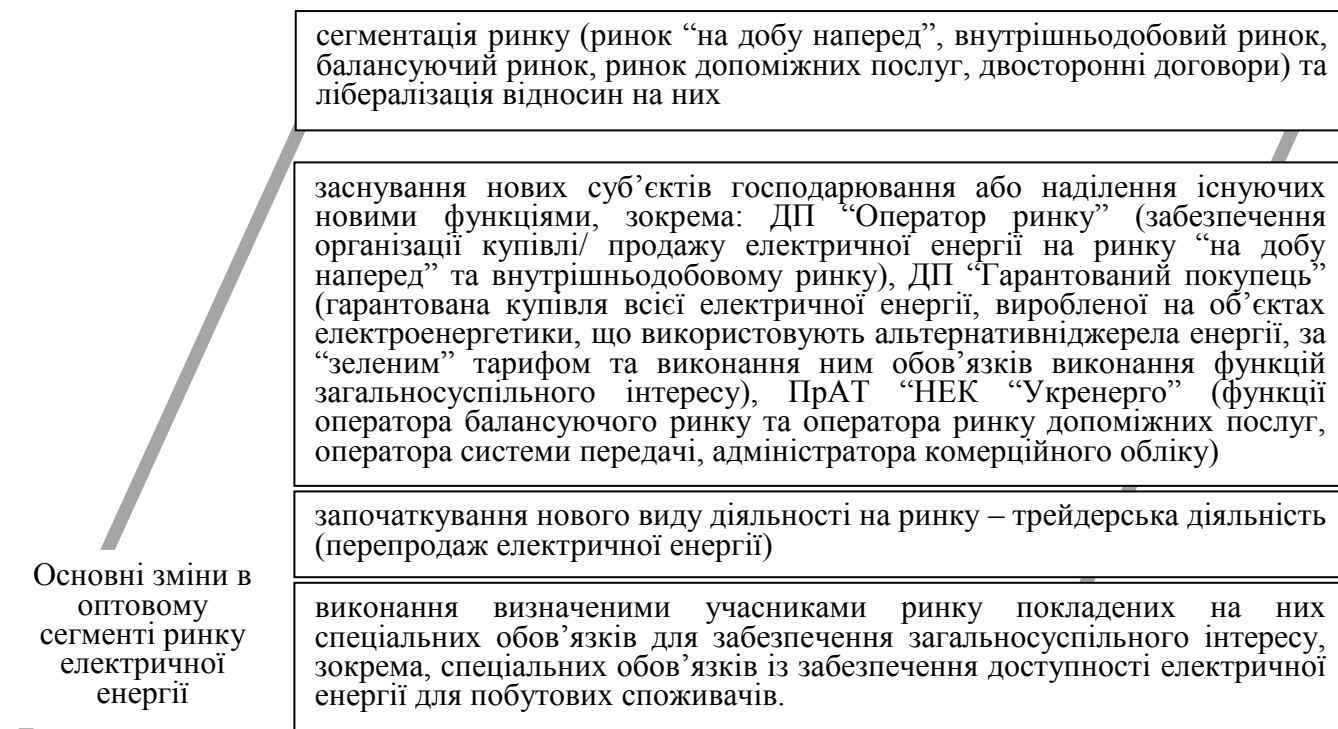 сегментація ринку (ринок “на добу наперед”, внутрішньодобовий ринок,
балансуючий ринок, ринок допоміжних послуг, двосторонні договори) та
лібералізація відносин на них
заснування нових суб’єктів господарювання або наділення існуючих
новими функціями, зокрема: ДП “Оператор ринку” (забезпечення
організації купівлі/ продажу електричної енергії на ринку “на добу
наперед” та внутрішньодобовому ринку), ДП “Гарантований покупець”
(гарантована купівля всієї електричної енергії, виробленої на об’єктах
електроенергетики, що використовують альтернативніджерела енергії, за
“зеленим” тарифом та виконання ним обов’язків виконання функцій
загальносуспільного інтересу), ПрАТ “НЕК “Укренерго” (функції
оператора балансуючого ринку та оператора ринку допоміжних послуг,
оператора системи передачі, адміністратора комерційного обліку)
започаткування нового виду діяльності на ринку – трейдерська діяльність
(перепродаж електричної енергії)
Основні зміни в
оптовому
сегменті ринку
електричної
енергії
виконання визначеними учасниками ринку покладених на них
спеціальних обов’язків для забезпечення загальносуспільного інтересу,
зокрема, спеціальних обов’язків із забезпечення доступності електричної
енергії для побутових споживачів.